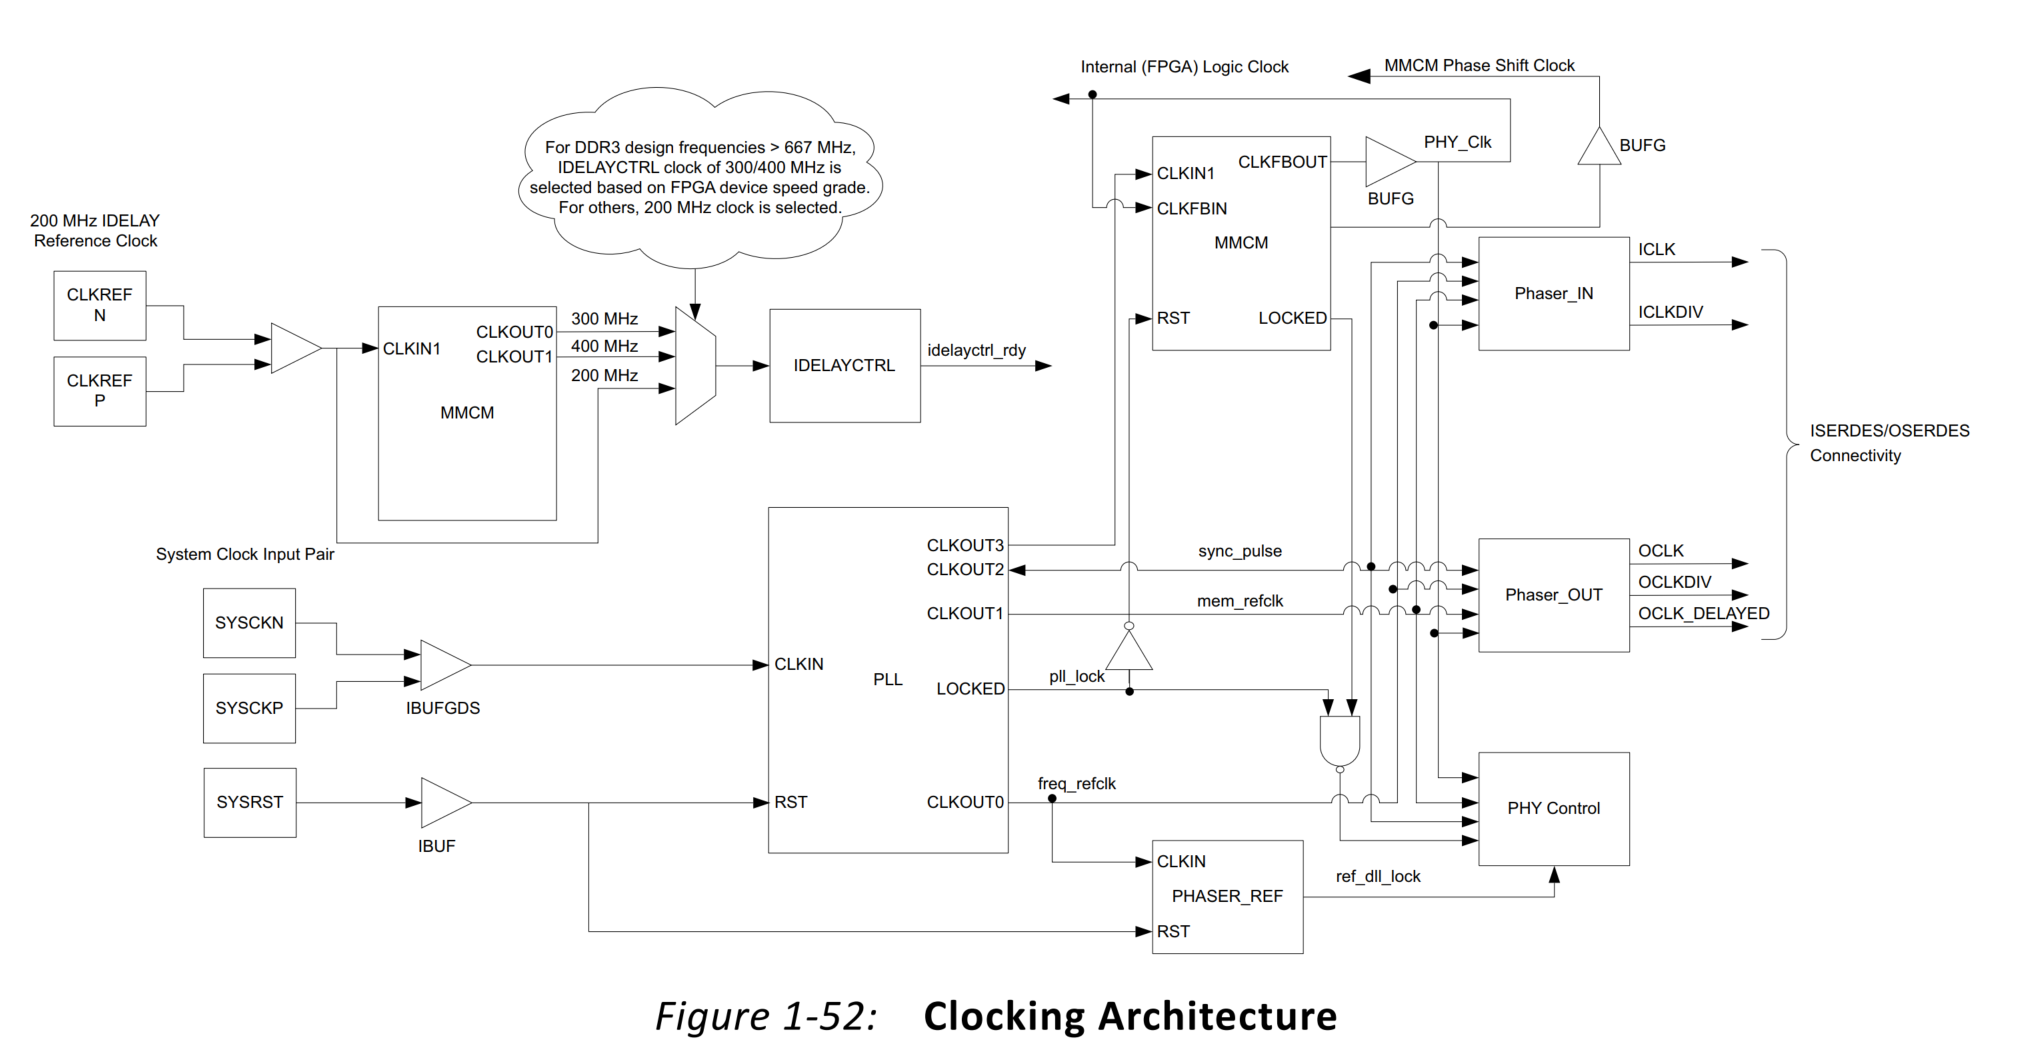 Internal (FPGA) Logic Clock
MMCM Phase Shift Clock
For DDR3 design frequencies > 667 MHz,
IDELAYCTRL clock of 300/400 MHz is
selected based on FPGA device speed grade.
For others, 200 MHz clock is selected.
200 MHz IDELAY
Reference Clock
CLKREF
N
CLKREF
P
CLKIN1
CLKOUT0
CLKOUT1
MMCM
300 MHz
400 MHz
200 MHz
IDELAYCTRL
idelayctrl_rdy
CLKIN1
CLKFBIN
MMCM
CLKFBOUT
RST
LOCKED
BUFG
PHY_Clk
BUFG
Phaser_IN
ICLK
ICLKDIV
ISERDES/OSERDES
Connectivity
System Clock Input Pair
SYSCKN
SYSCKP
IBUFGDS
SYSRST
IBUF
CLKIN
PLL
RST
CLKOUT3
CLKOUT2
CLKOUT1
LOCKED
CLKOUT0
sync_pulse
mem_refclk
pll_lock
freq_refclk
Phaser_OUT
OCLK
OCLKDIV
OCLK_DELAYED
PHY Control
CLKIN
PHASER_REF
RST
ref_dll_lock
Figure 1-52: Clocking Architecture